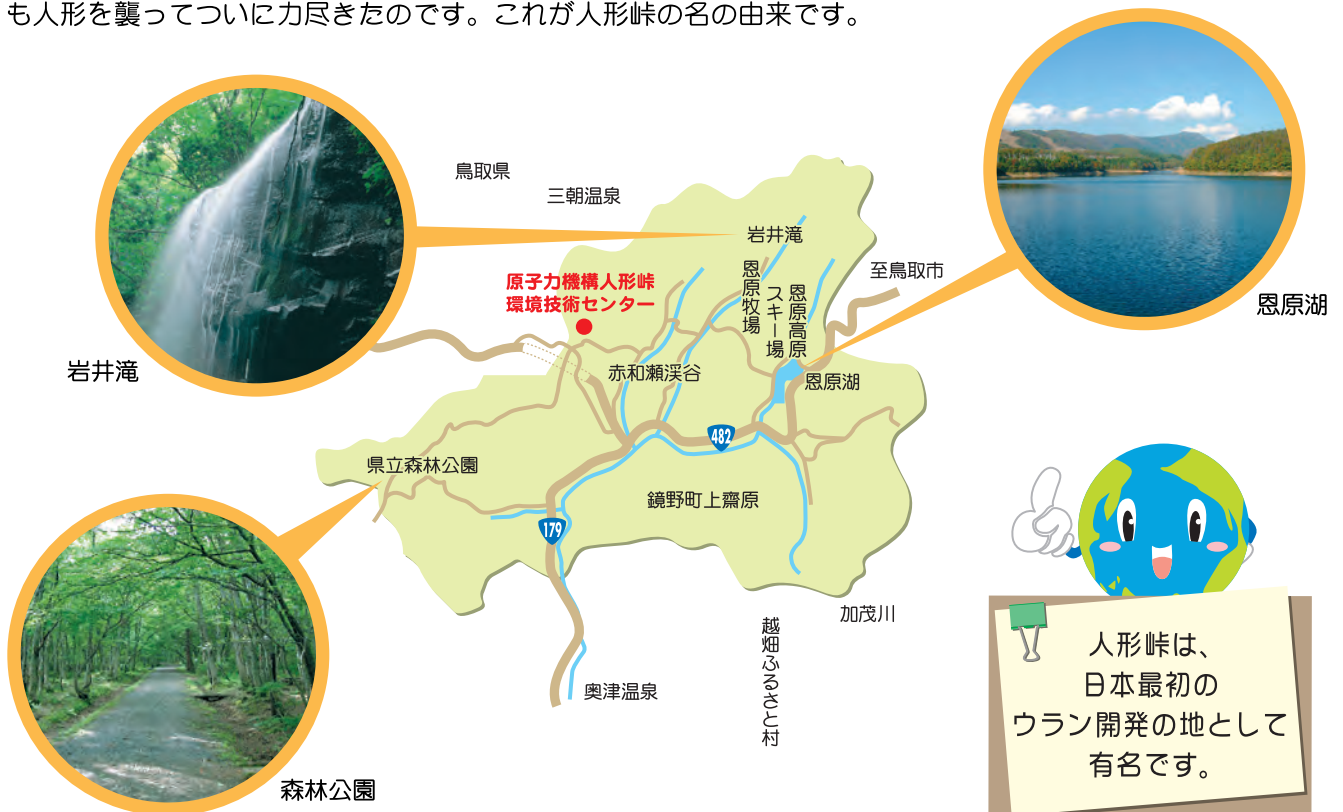 も人形を襲ってついに力尽きたのです。これが人形峠の名の由来です。
鳥取県
三朝温泉
岩井滝
原子力機構人形峠
環境技術センター
恩原牧場
恩原高原
スキー場
至鳥取市
恩原湖
岩井滝
赤和瀬渓谷
恩原湖
482
県立森林公園
鏡野町上齋原
179
加茂川
越畑ふるさと村
奥津温泉
森林公園
人形峠は、
日本最初の
ウラン開発の地として
有名です。